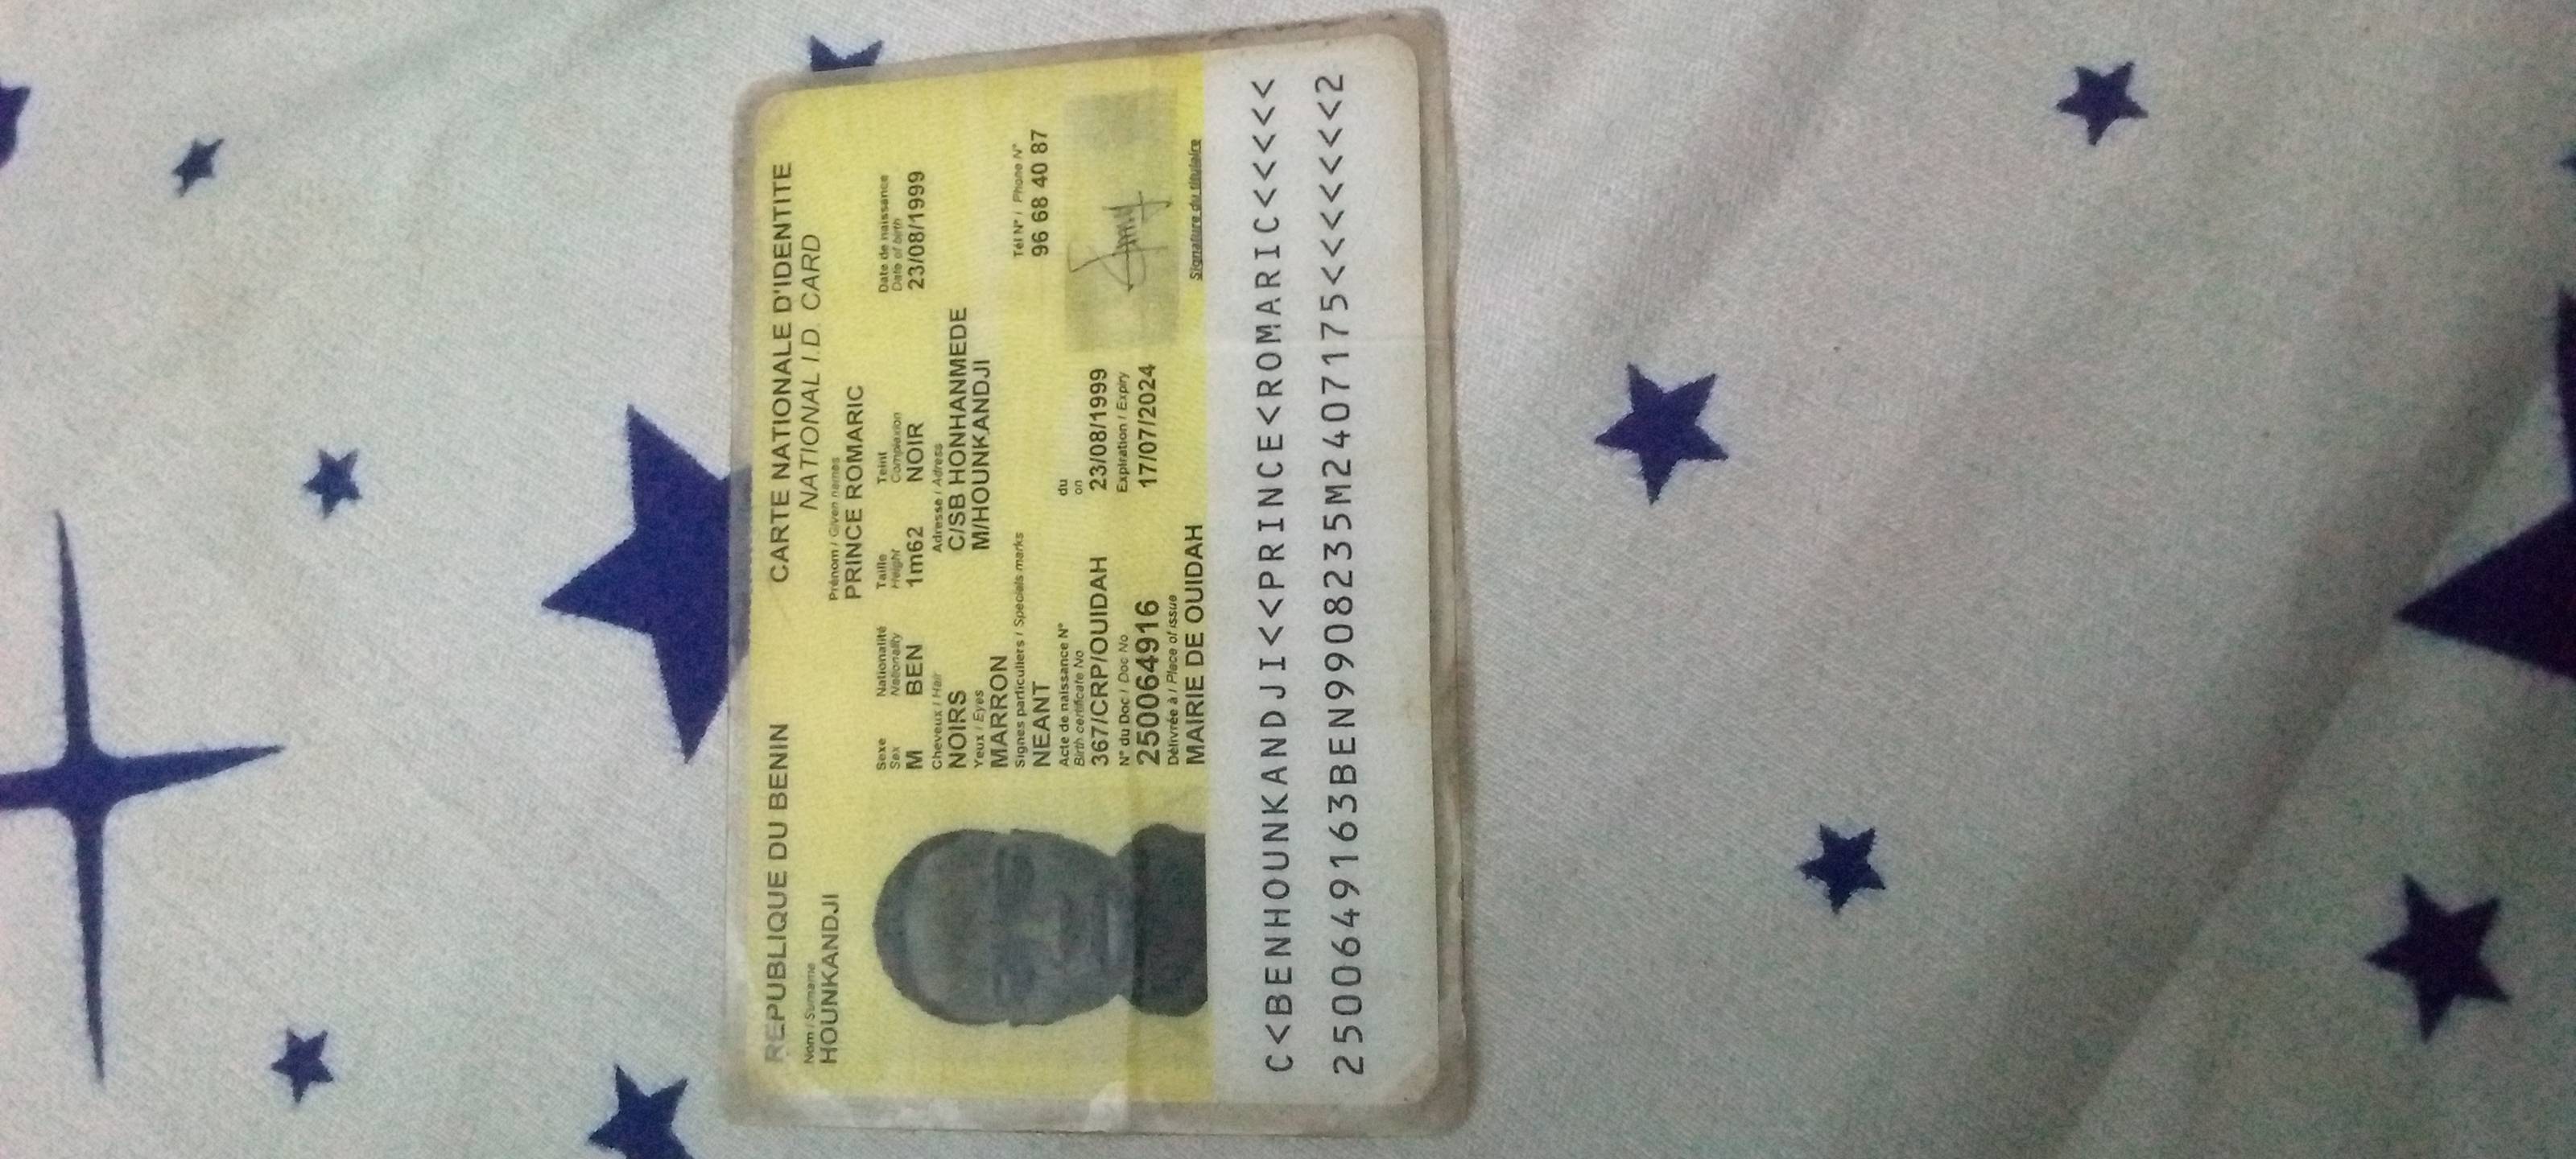 REPUBLIQUE DU BENIN CARTE NATIONALE D'IDENTITE
NATIONAL I.D. CARD
Nom / Surname Prénom / Given names
HOUNKANDJI PRINCE ROMARIC
Sexe Nationalité Taille Teint Date de naissance
Sex Nationality Height Complexion Date of birth
M BEN 1m62 NOIR 23/08/1999
Cheveux / Hair Adresse / Adress
NOIRS C/SB HONHANMEDE
Yeux / Eyes M/HOUNKANDJI
MARRON
Signes particuliers / Specials marks Tél N° / Phone N°
NEANT 96 68 40 87
Acte de naissance N° du
Birth certificate No on
367/CRP/OUIDAH 23/08/1999
N° du Doc / Doc No Expiration / Expiry
2500649​16 17/07/2024
Délivrée à / Place of issue
MAIRIE DE OUIDAH Signature du titulaire
C<BENHOUNKANDJI<<PRINCE<ROMARIC<<<<<<
2500649163BEN9908235M2407175<<<<<<<<2